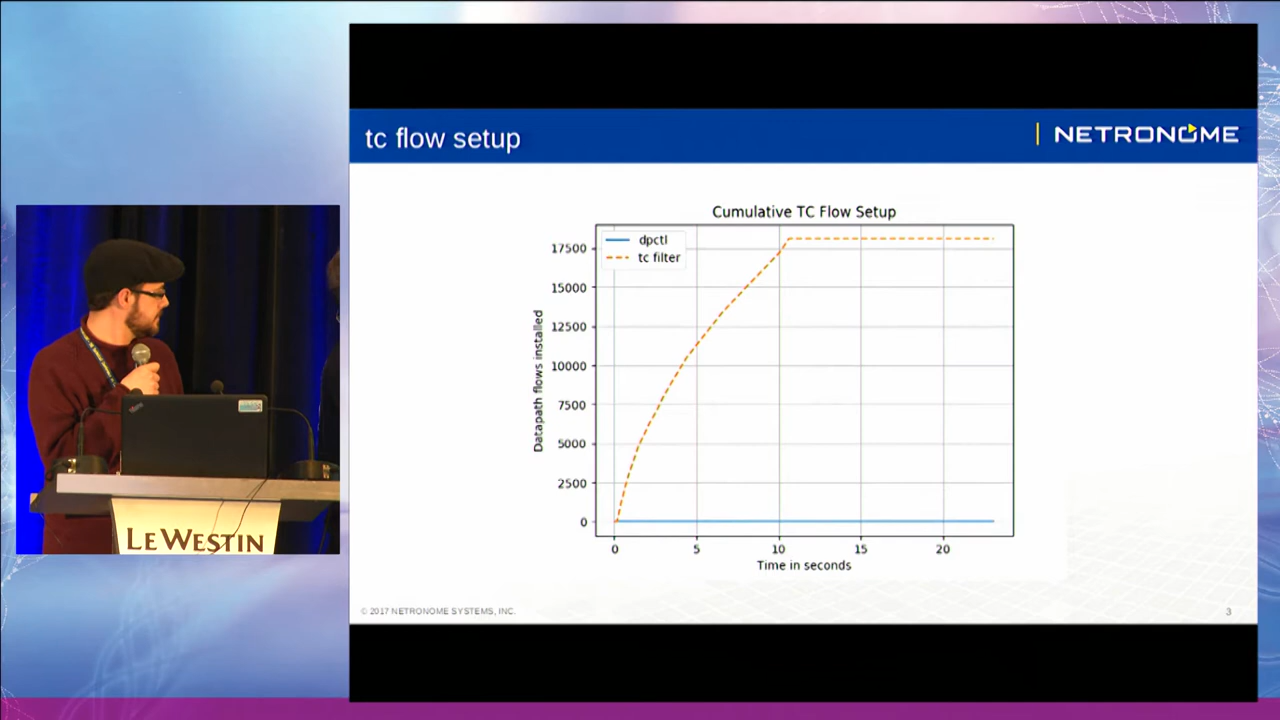 tc flow setup
NETRONOME
Cumulative TC Flow Setup
dpctl
tc filter
17500
15000
12500
10000
7500
5000
2500
0
Datapath flows installed
0 5 10 15 20
Time in seconds
© 2017 NETRONOME SYSTEMS, INC.
3
LE WESTIN